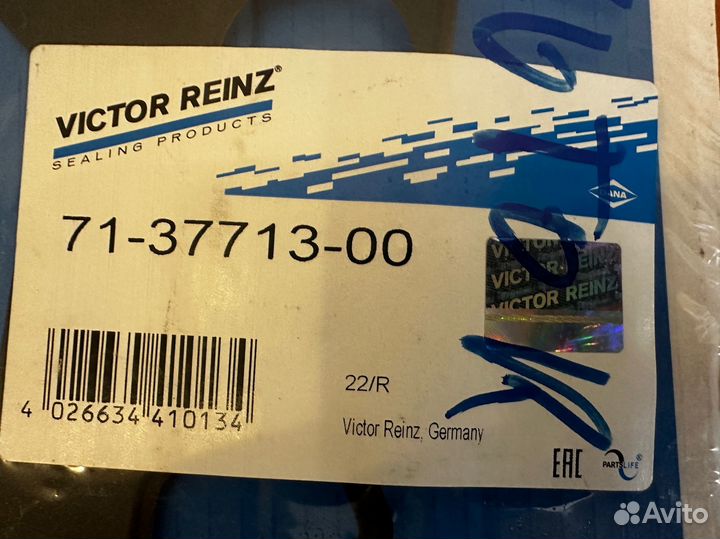 VICTOR REINZ®
SEALING PRODUCTS
DANA
71-37713-00
VICTOR REINZ
VICTOR REINZ
4 026634 410134
22/R
Victor Reinz, Germany
EAC
PARTSLIFE®
Avito